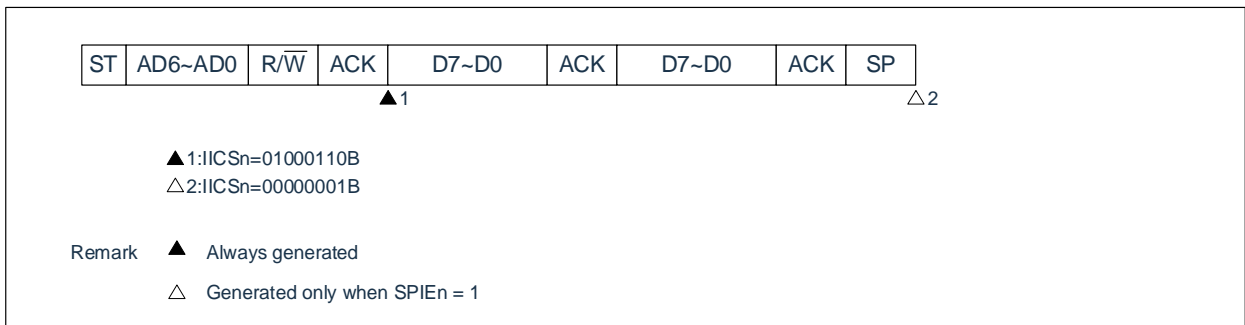 ST AD6~AD0 R/W̅ ACK D7~D0 ACK D7~D0 ACK SP
▲1 △2
▲1:IICSn=01000110B
△2:IICSn=00000001B
Remark ▲ Always generated
△ Generated only when SPIEn = 1